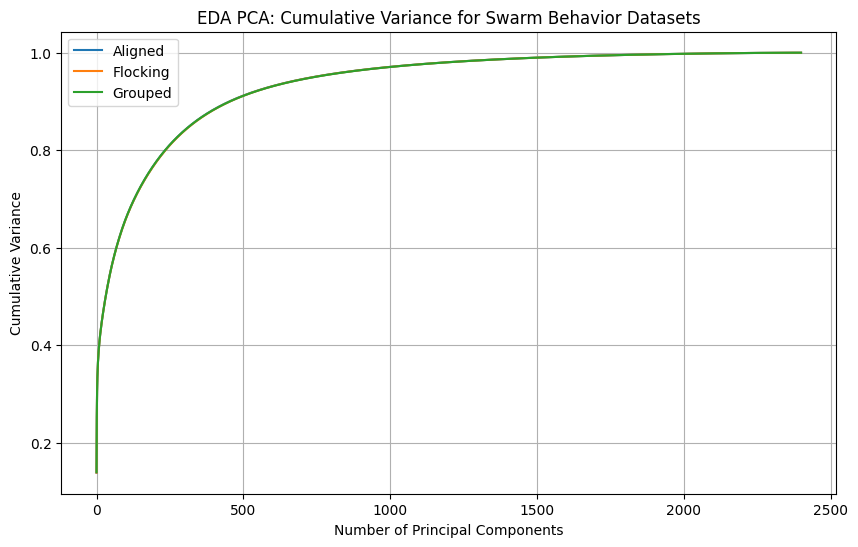 EDA PCA: Cumulative Variance for Swarm Behavior Datasets
Aligned
Flocking
Grouped
Cumulative Variance
1.0
0.8
0.6
0.4
0.2
0
500
1000
1500
2000
2500
Number of Principal Components